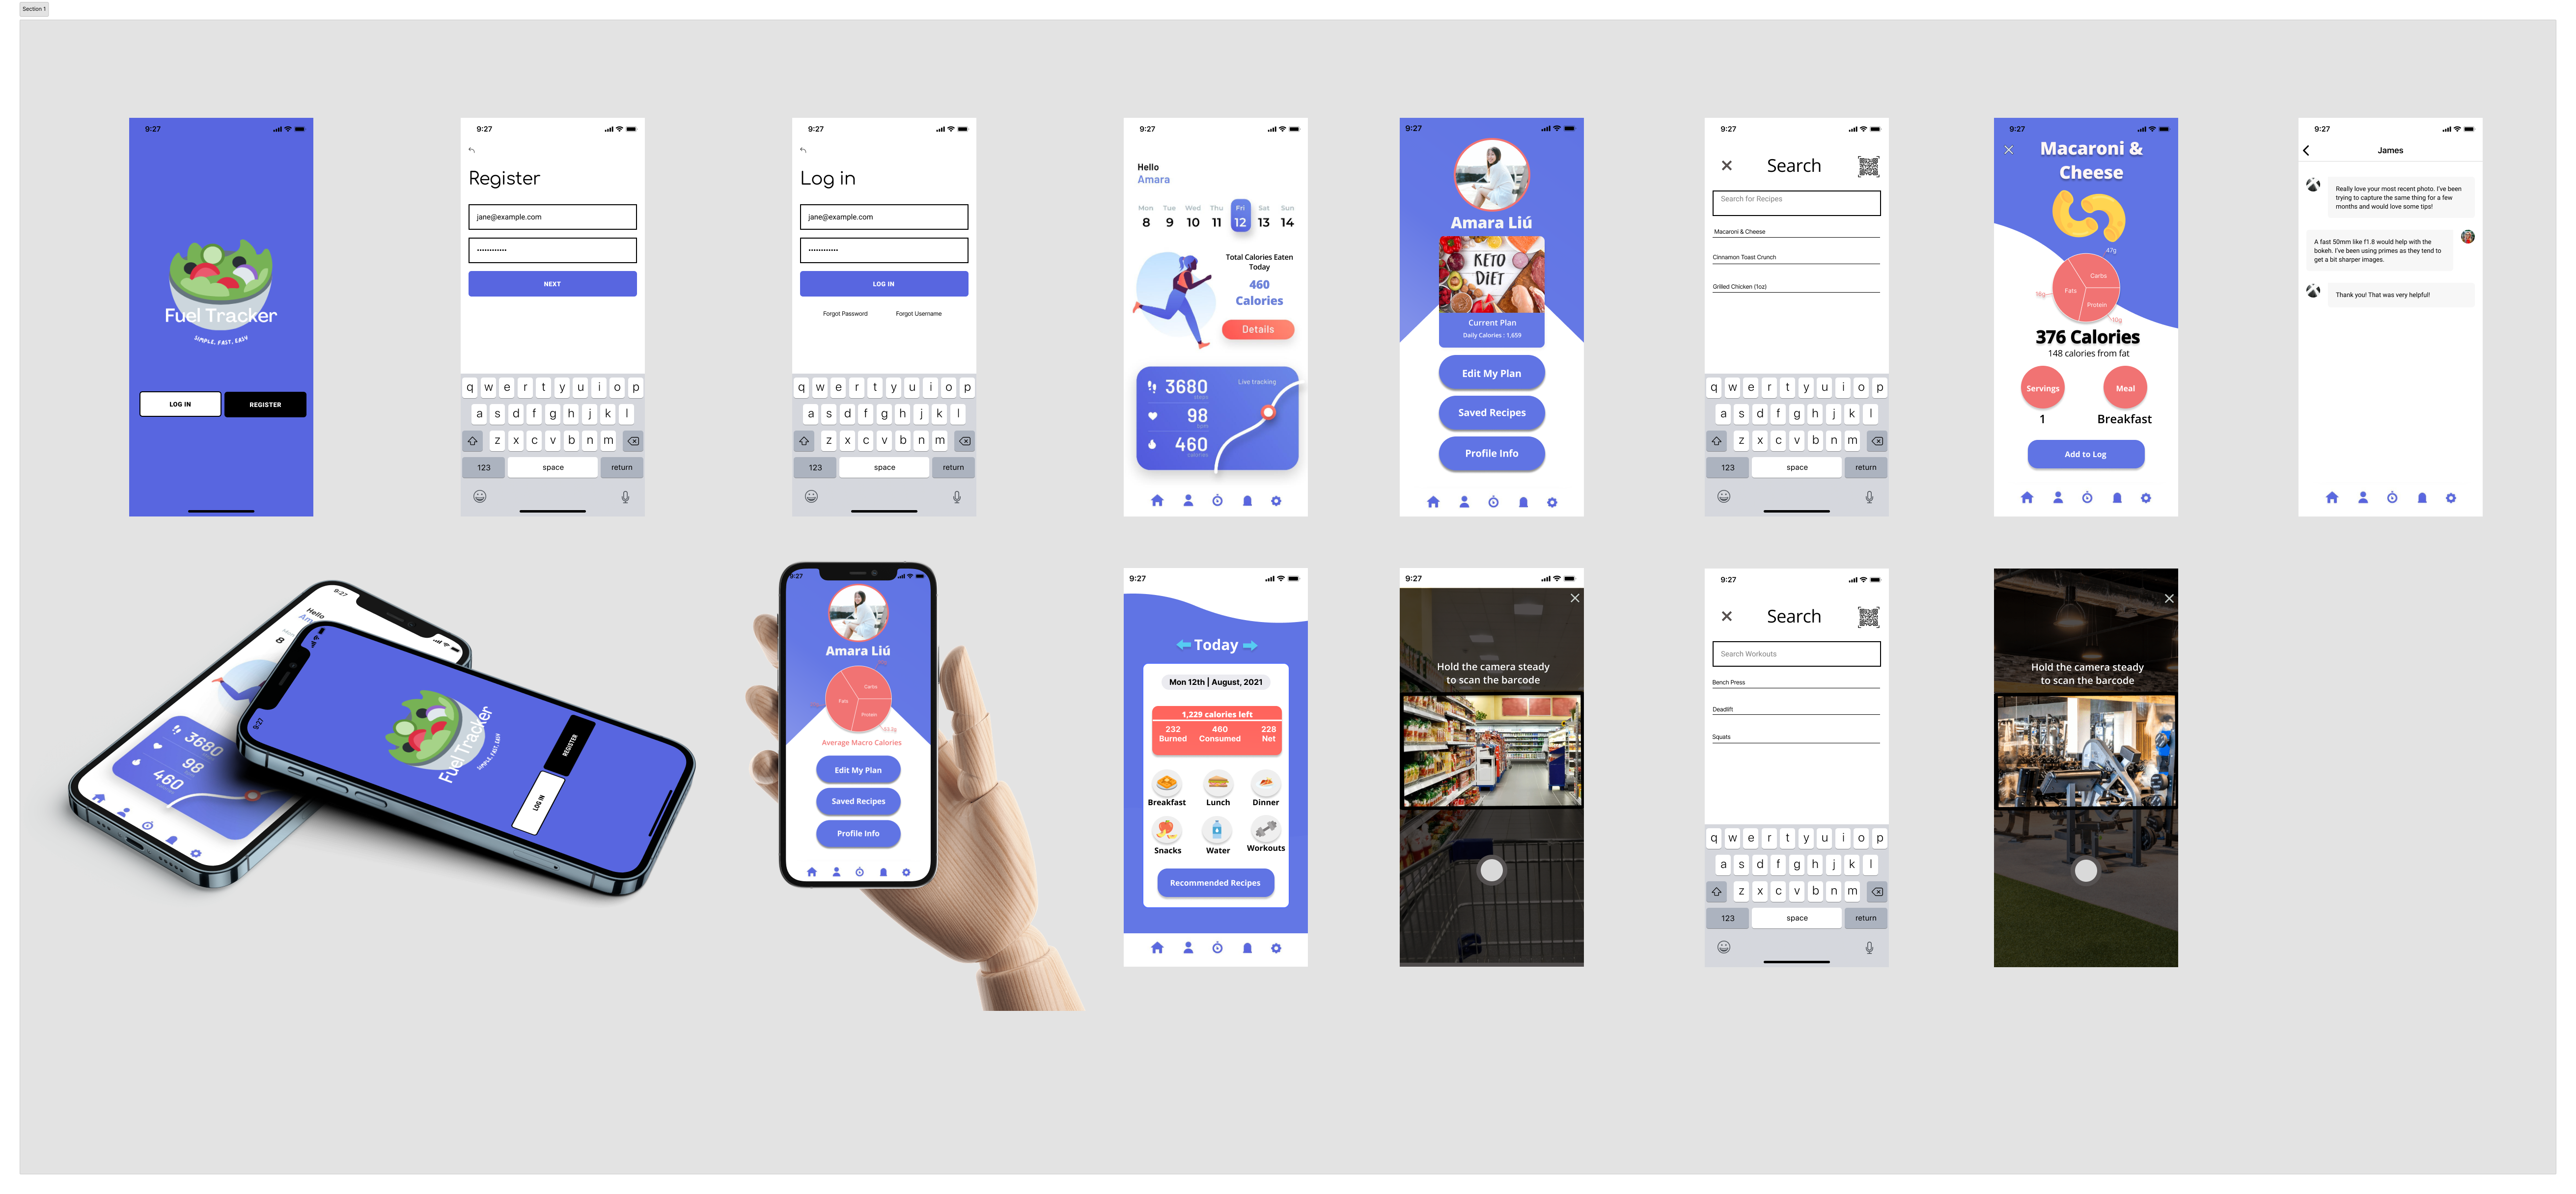 Section 1
9:27
Fuel Tracker
SIMPLE, FAST, EASY
LOG IN
REGISTER
9:27
Register
jane@example.com
NEXT
q w e r t y u i o p
a s d f g h j k l
z x c v b n m
123 space return
9:27
Log in
jane@example.com
LOG IN
Forgot Password Forgot Username
q w e r t y u i o p
a s d f g h j k l
z x c v b n m
123 space return
9:27
Hello
Amara
Mon Tue Wed Thu Fri Sat Sun
8 9 10 11 12 13 14
Total Calories Eaten
Today
460
Calories
Details
3680
steps
Live tracking
98
bpm
460
calories
9:27
Amara Liú
KETO
DIET
Current Plan
Daily Calories : 1,659
Edit My Plan
Saved Recipes
Profile Info
9:27
Search
Search for Recipes
Macaroni & Cheese
Cinnamon Toast Crunch
Grilled Chicken (1oz)
q w e r t y u i o p
a s d f g h j k l
z x c v b n m
123 space return
9:27
Macaroni &
Cheese
47g
Carbs
Fats
16g
Protein
10g
376 Calories
148 calories from fat
Servings
Meal
1
Breakfast
Add to Log
9:27
James
Really love your most recent photo. I've been
trying to capture the same thing for a few
months and would love some tips!
A fast 50mm like f1.8 would help with the
bokeh. I've been using primes as they tend to
get a bit sharper images.
Thank you! That was very helpful!
9:27
Hello
Am
8
3680
98
460
9:27
Fuel Tracker
SIMPLE, FAST, EASY
LOG IN
REGISTER
9:27
Amara Liú
Carbs
Fats
Protein
93.2g
Average Macro Calories
Edit My Plan
Saved Recipes
Profile Info
9:27
Today
Mon 12th | August, 2021
1,229 calories left
232 460 228
Burned Consumed Net
Breakfast Lunch Dinner
Snacks Water Workouts
Recommended Recipes
9:27
Hold the camera steady
to scan the barcode
9:27
Search
Search Workouts
Bench Press
Deadlift
Squats
q w e r t y u i o p
a s d f g h j k l
z x c v b n m
123 space return
Hold the camera steady
to scan the barcode